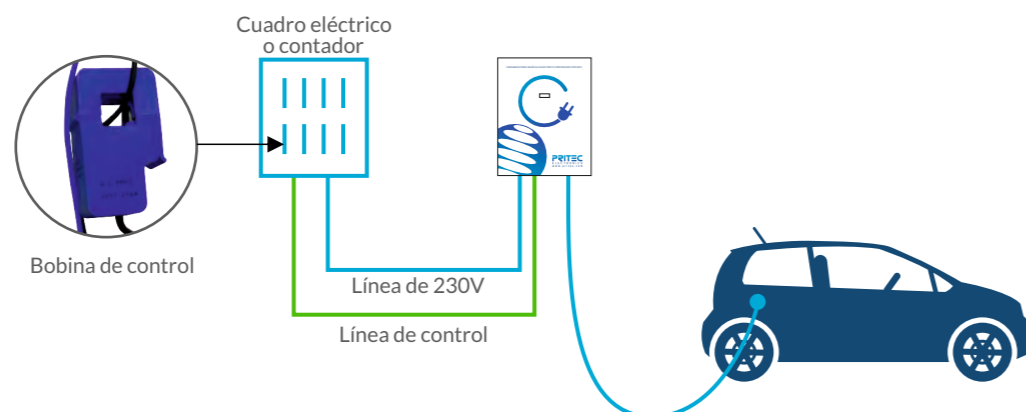 Cuadro eléctrico
o contador
PRITEC
Bobina de control
Línea de 230V
Línea de control